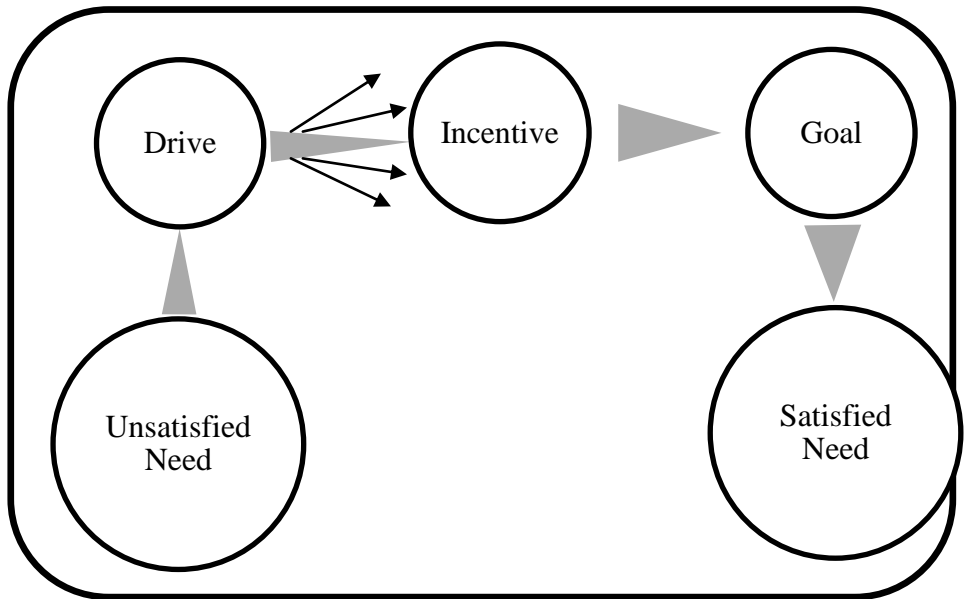 Drive
Incentive
Goal
Unsatisfied
Need
Satisfied
Need